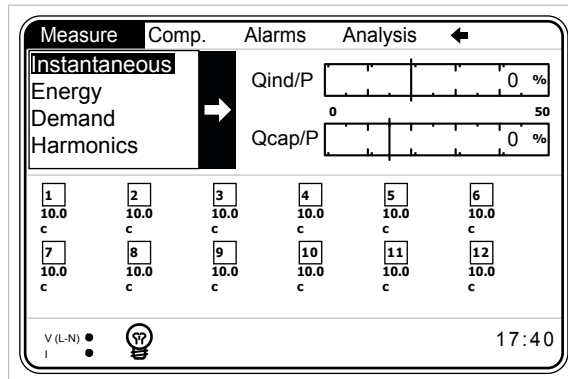 Measure Comp. Alarms Analysis
Instantaneous
Energy
Demand
Harmonics
Qind/P 0 %
0 50
Qcap/P 0 %
1 2 3 4 5 6
10.0 10.0 10.0 10.0 10.0 10.0
c c c c c c
7 8 9 10 11 12
10.0 10.0 10.0 10.0 10.0 10.0
c c c c c c
V (L-N)
I
17:40